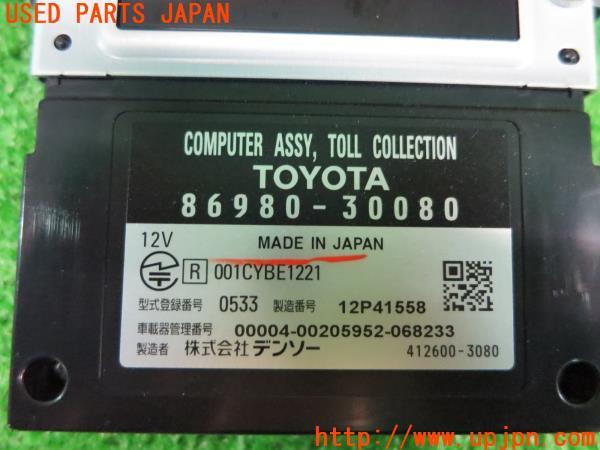 USED PARTS JAPAN
COMPUTER ASSY, TOLL COLLECTION
TOYOTA
86980-30080
12V MADE IN JAPAN
R 001CYBE1221
型式登録番号 0533 製造番号 12P41558
車載器管理番号 00004-00205952-068233
製造者 株式会社デンソー 412600-3080
http://www.upjpn.com